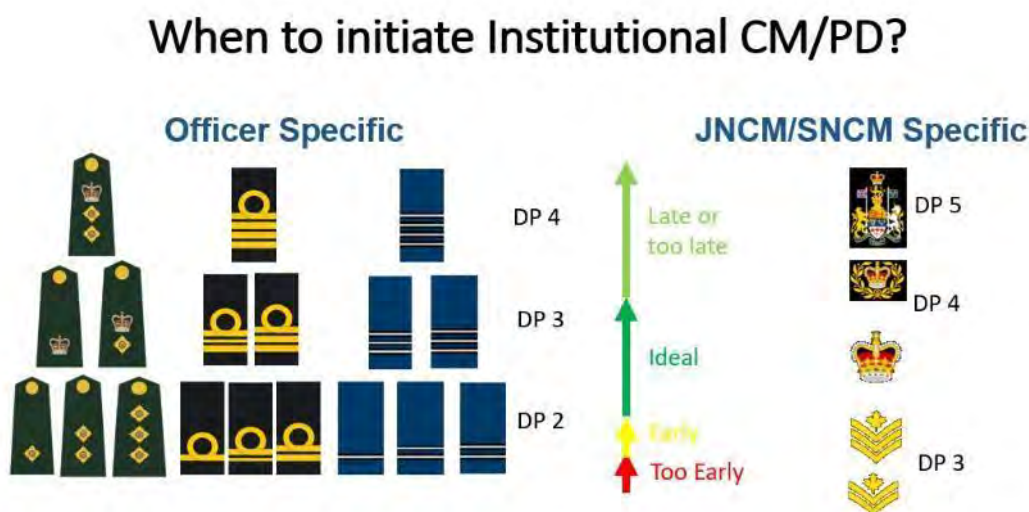 When to initiate Institutional CM/PD?
Officer Specific
JNCM/SNCM Specific
DP 4
DP 3
DP 2
Late or
too late
Ideal
Early
Too Early
DP 5
DP 4
DP 3